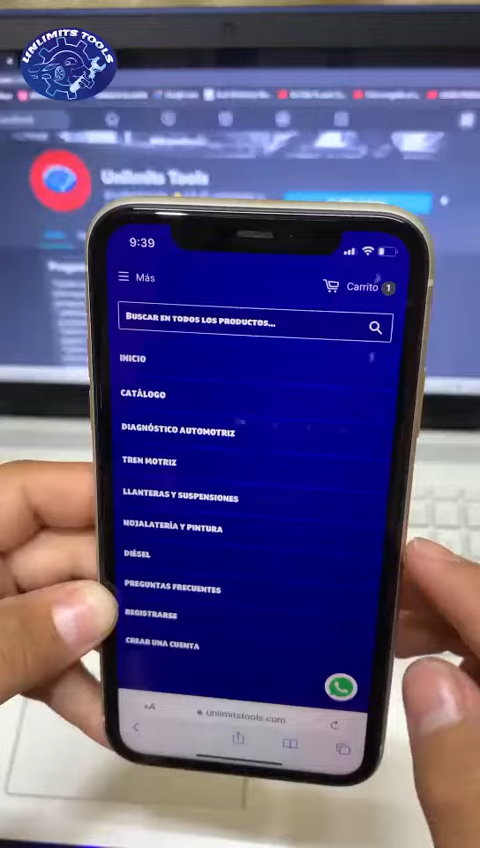 UNLIMITS TOOLS
Unlimits Tools
9:39
Más
Carrito 1
BUSCAR EN TODOS LOS PRODUCTOS...
INICIO
CATÁLOGO
DIAGNÓSTICO AUTOMOTRIZ
TREN MOTRIZ
LLANTERAS Y SUSPENSIONES
HOJALATERÍA Y PINTURA
DIÉSEL
PREGUNTAS FRECUENTES
REGISTRARSE
CREAR UNA CUENTA
AA
unlimitstools.com